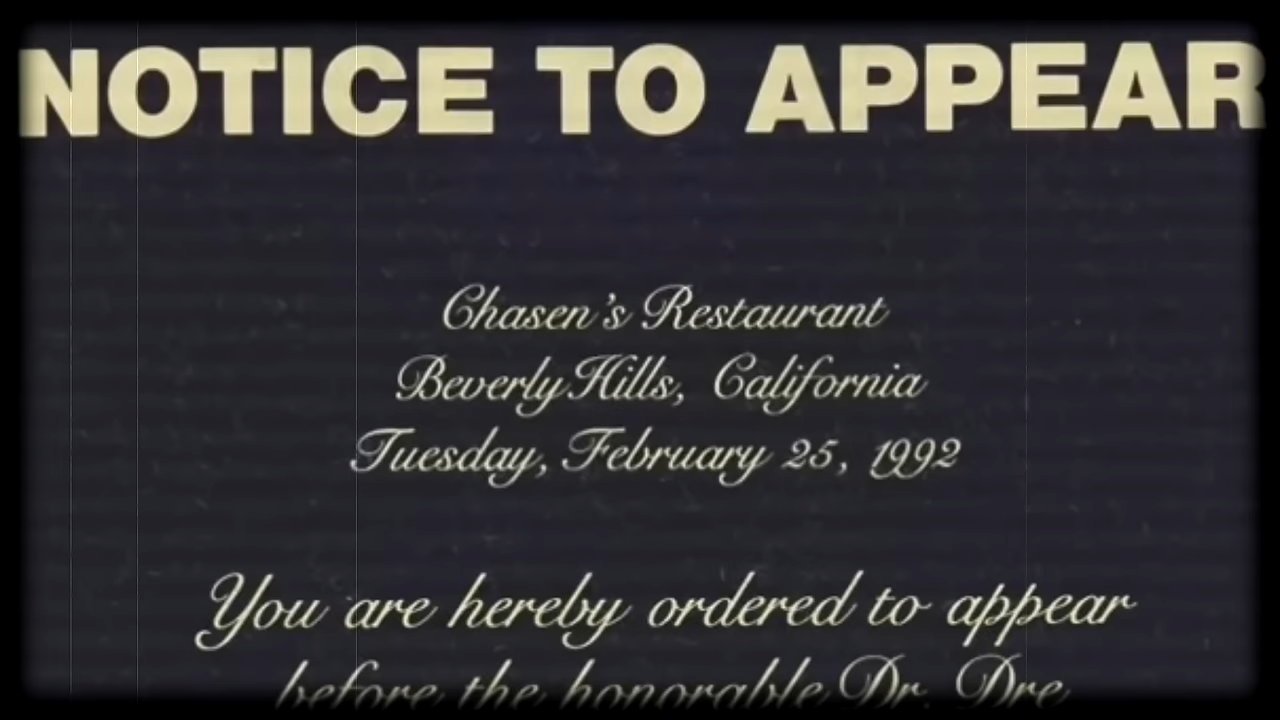 NOTICE TO APPEAR
Chasen's Restaurant
Beverly Hills, California
Tuesday, February 25, 1992
You are hereby ordered to appear
before the honorable Dr. Dre